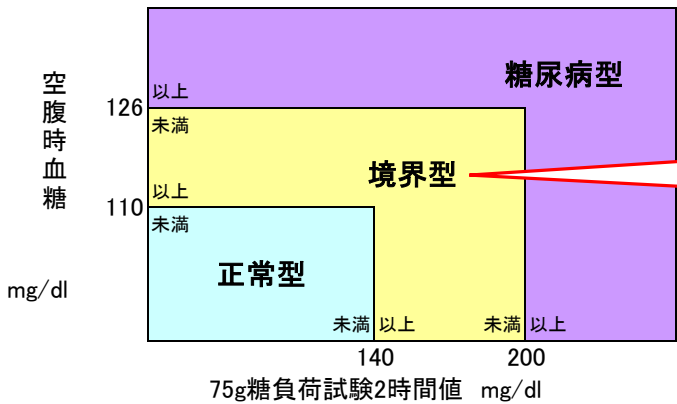 空腹時血糖
mg/dl
糖尿病型
以上
126
未満
境界型
以上
110
未満
正常型
未満 以上
未満 以上
140
200
75g糖負荷試験2時間値 mg/dl